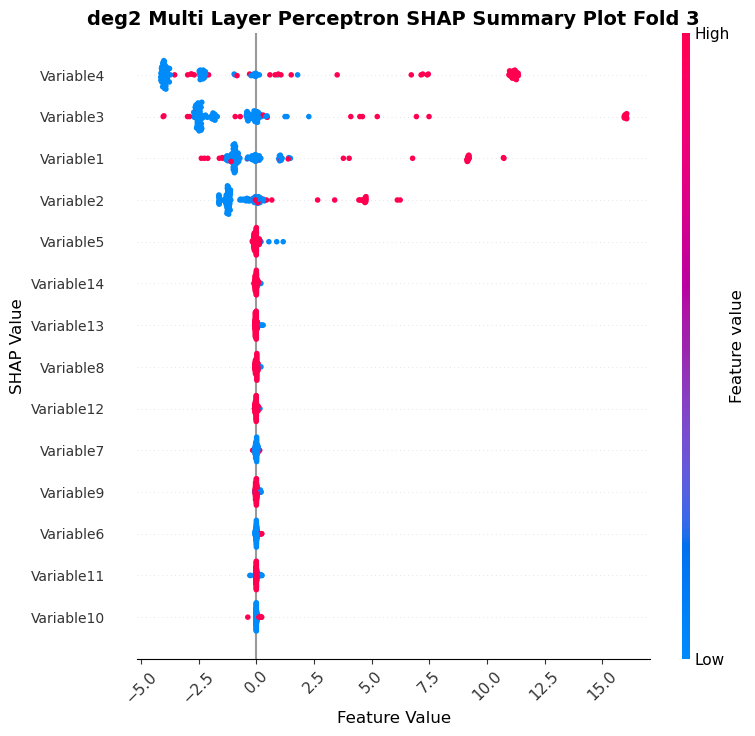 deg2 Multi Layer Perceptron SHAP Summary Plot Fold 3
High
Variable4
Variable3
Variable1
Variable2
Variable5
Variable14
Variable13
Variable8
Variable12
Variable7
Variable9
Variable6
Variable11
Variable10
SHAP Value
Feature value
Low
−5.0
−2.5
0.0
2.5
5.0
7.5
10.0
12.5
15.0
Feature Value